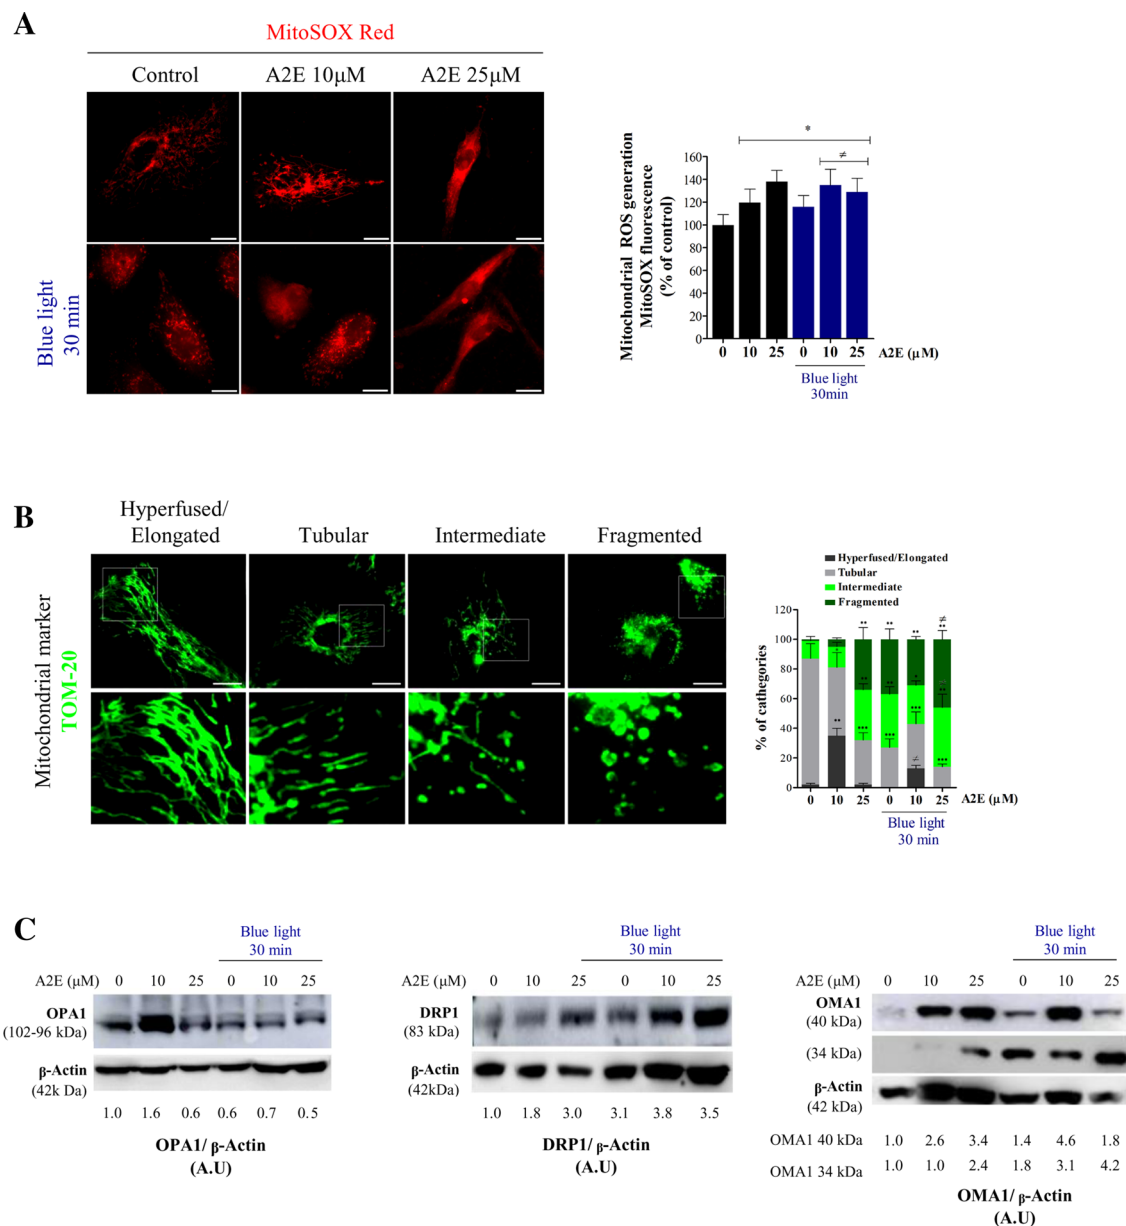 A
MitoSOX Red
Control A2E 10µM A2E 25µM
Blue light
30 min
Mitochondrial ROS generation
MitoSOX fluorescence
(% of control)
*
≠
160
140
120
100
80
60
40
20
0
0 10 25 0 10 25 A2E (µM)
Blue light
30min
B
Hyperfused/
Elongated Tubular Intermediate Fragmented
Mitochondrial marker
TOM-20
Hyperfused/Elongated
Tubular
Intermediate
Fragmented
% of cathegories
120
100
80
60
40
20
0
0 10 25 0 10 25 A2E (µM)
Blue light
30 min
C
Blue light
30 min
A2E (µM) 0 10 25 0 10 25
OPA1
(102-96 kDa)
β-Actin
(42k Da)
1.0 1.6 0.6 0.6 0.7 0.5
OPA1/ β-Actin
(A.U)
Blue light
30 min
A2E (µM) 0 10 25 0 10 25
DRP1
(83 kDa)
β-Actin
(42kDa)
1.0 1.8 3.0 3.1 3.8 3.5
DRP1/ β-Actin
(A.U)
Blue light
30 min
A2E (µM) 0 10 25 0 10 25
OMA1
(40 kDa)
(34 kDa)
β-Actin
(42 kDa)
OMA1 40 kDa 1.0 2.6 3.4 1.4 4.6 1.8
OMA1 34 kDa 1.0 1.0 2.4 1.8 3.1 4.2
OMA1/ β-Actin
(A.U)